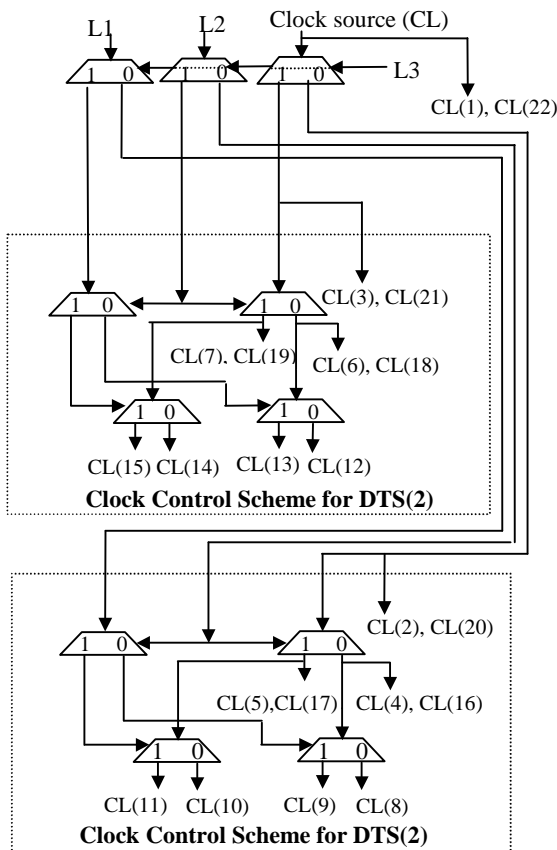 Clock source (CL)
L1
L2
L3
1 0
1 0
1 0
CL(1), CL(22)
CL(3), CL(21)
1 0
1 0
CL(7), CL(19)
CL(6), CL(18)
1 0
1 0
CL(15) CL(14)
CL(13) CL(12)
Clock Control Scheme for DTS(2)
CL(2), CL(20)
1 0
1 0
CL(5),CL(17)
CL(4), CL(16)
1 0
1 0
CL(11) CL(10)
CL(9) CL(8)
Clock Control Scheme for DTS(2)